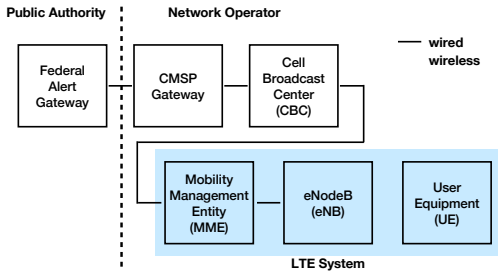 Public Authority
Network Operator
wired
wireless
Federal
Alert
Gateway
CMSP
Gateway
Cell
Broadcast
Center
(CBC)
Mobility
Management
Entity
(MME)
eNodeB
(eNB)
User
Equipment
(UE)
LTE System